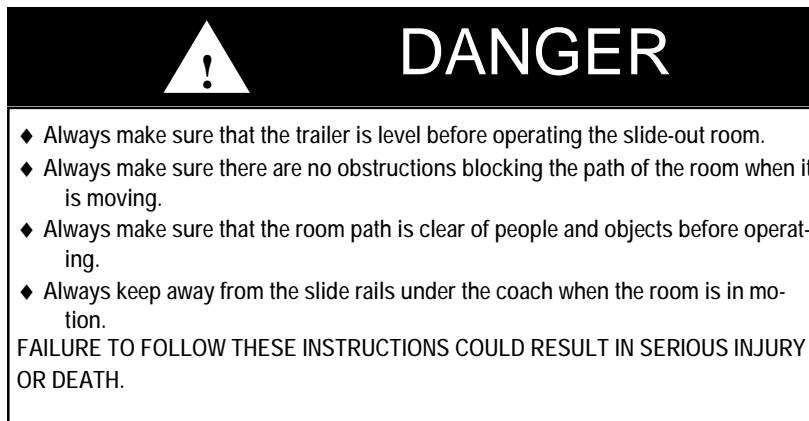 ! DANGER
♦ Always make sure that the trailer is level before operating the slide-out room.
♦ Always make sure there are no obstructions blocking the path of the room when it
is moving.
♦ Always make sure that the room path is clear of people and objects before operat-
ing.
♦ Always keep away from the slide rails under the coach when the room is in mo-
tion.
FAILURE TO FOLLOW THESE INSTRUCTIONS COULD RESULT IN SERIOUS INJURY
OR DEATH.